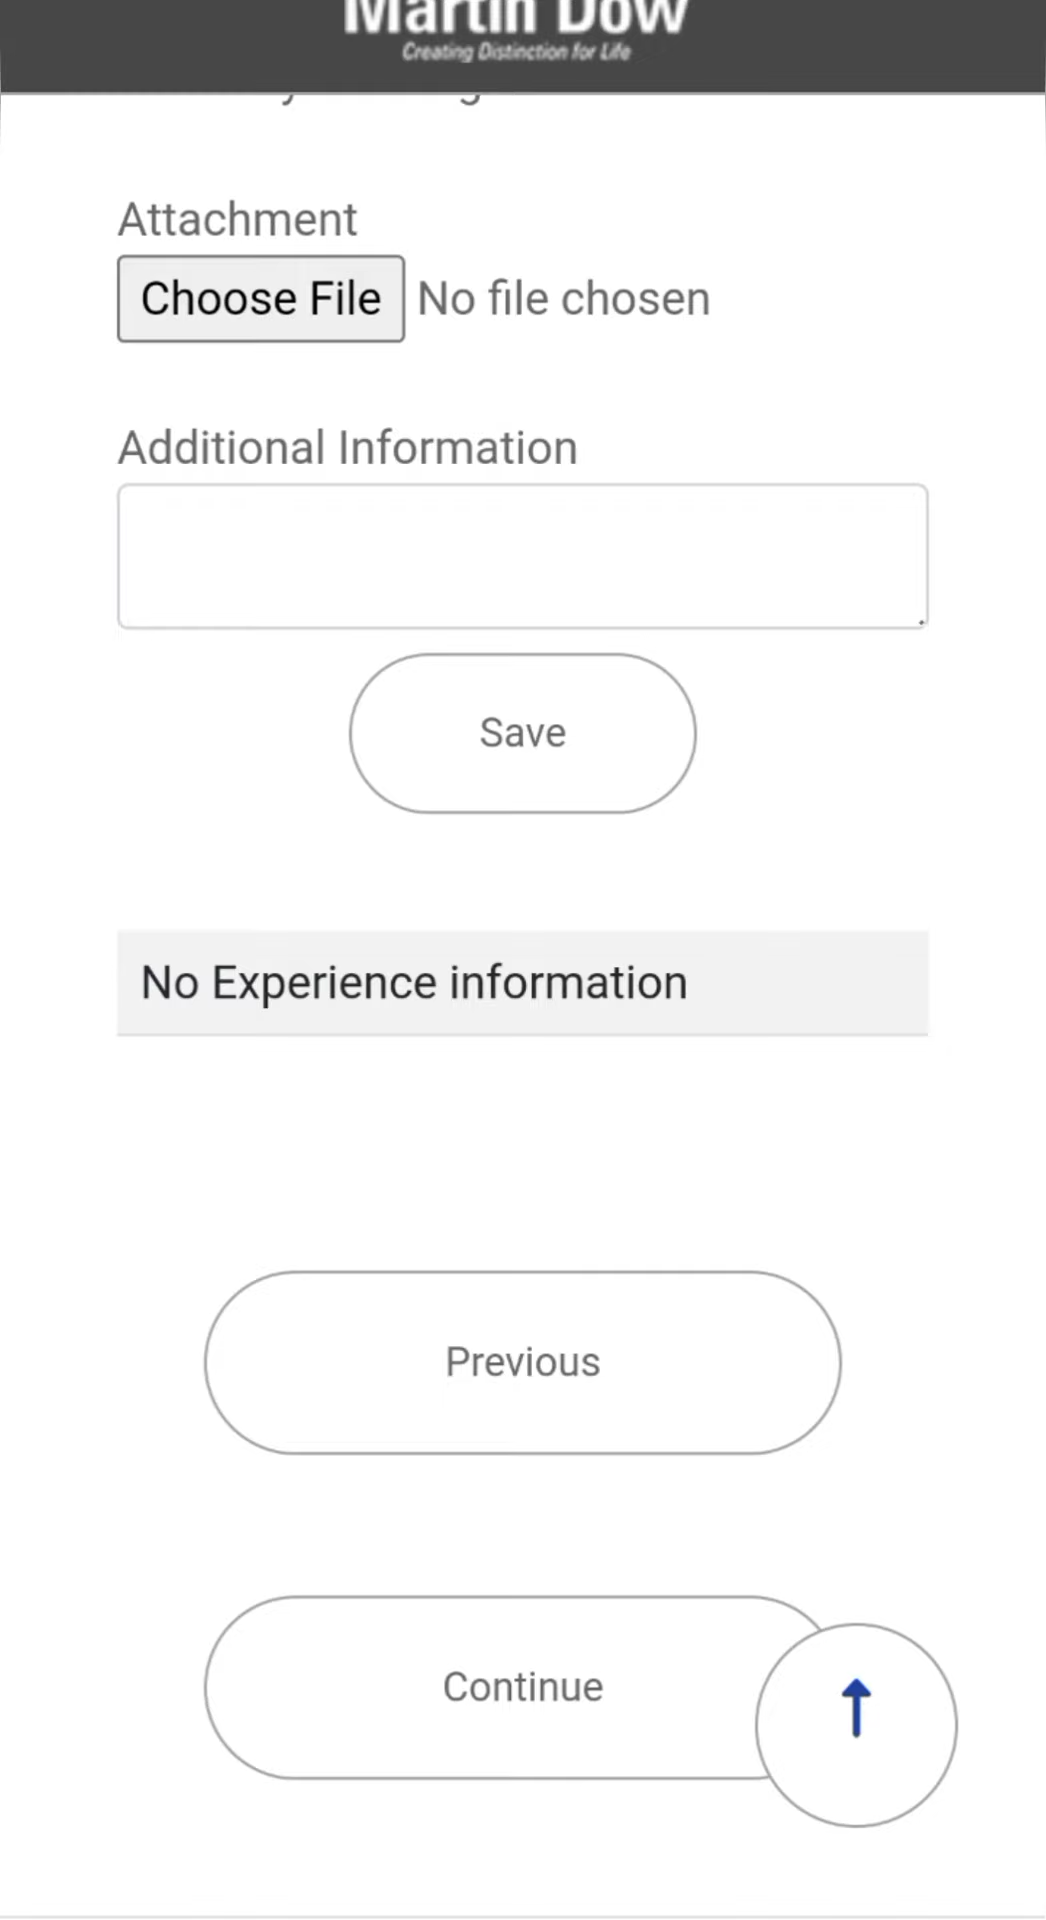 Martin Dow
Creating Distinction for Life
Attachment
Choose File No file chosen
Additional Information
Save
No Experience information
Previous
Continue